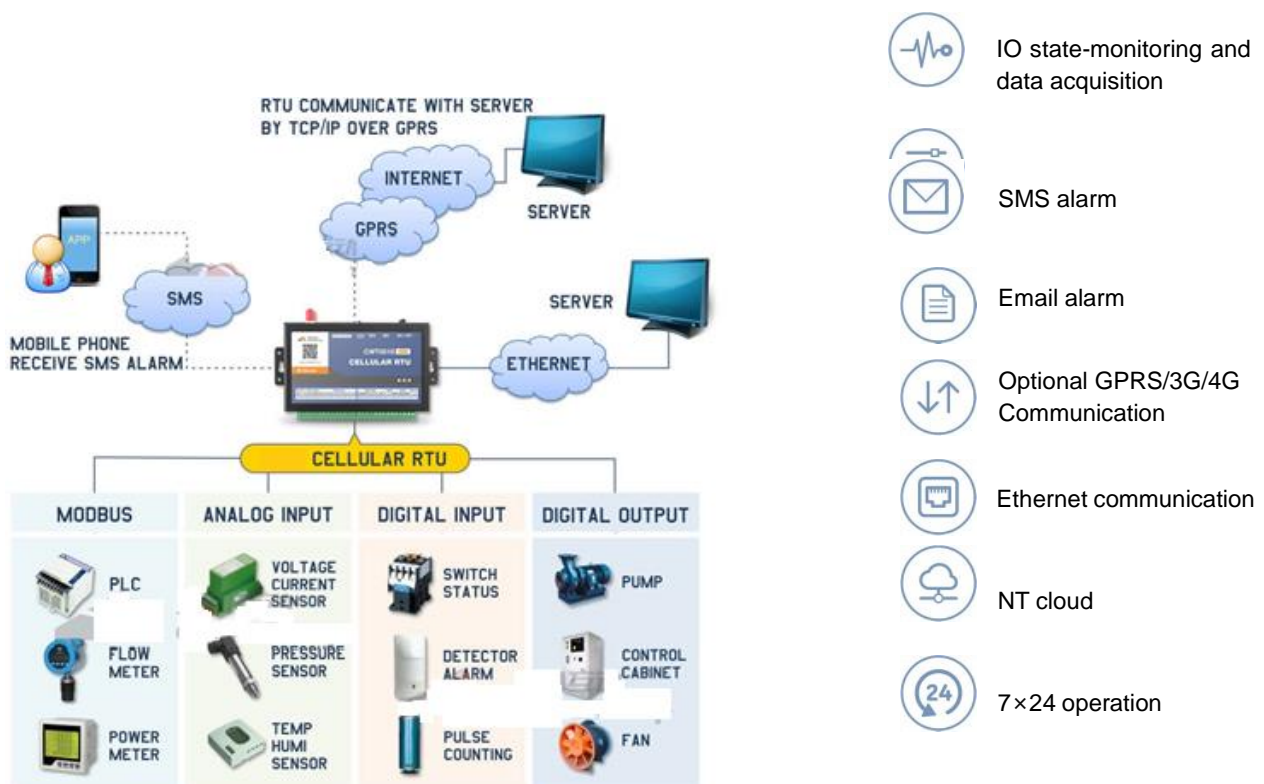 RTU COMMUNICATE WITH SERVER
BY TCP/IP OVER GPRS
INTERNET
SERVER
GPRS
APP
SMS
SERVER
MOBILE PHONE
RECEIVE SMS ALARM
CELLULAR RTU
ETHERNET
CELLULAR RTU
MODBUS
ANALOG INPUT
DIGITAL INPUT
DIGITAL OUTPUT
PLC
VOLTAGE
CURRENT
SENSOR
SWITCH
STATUS
PUMP
FLOW
METER
PRESSURE
SENSOR
DETECTOR
ALARM
CONTROL
CABINET
POWER
METER
TEMP
HUMI
SENSOR
PULSE
COUNTING
FAN
IO state-monitoring and
data acquisition
SMS alarm
Email alarm
Optional GPRS/3G/4G
Communication
Ethernet communication
NT cloud
24
7×24 operation